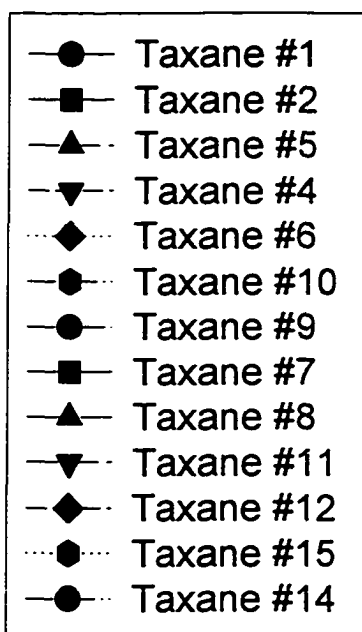 Taxane #1
Taxane #2
Taxane #5
Taxane #4
Taxane #6
Taxane #10
Taxane #9
Taxane #7
Taxane #8
Taxane #11
Taxane #12
Taxane #15
Taxane #14